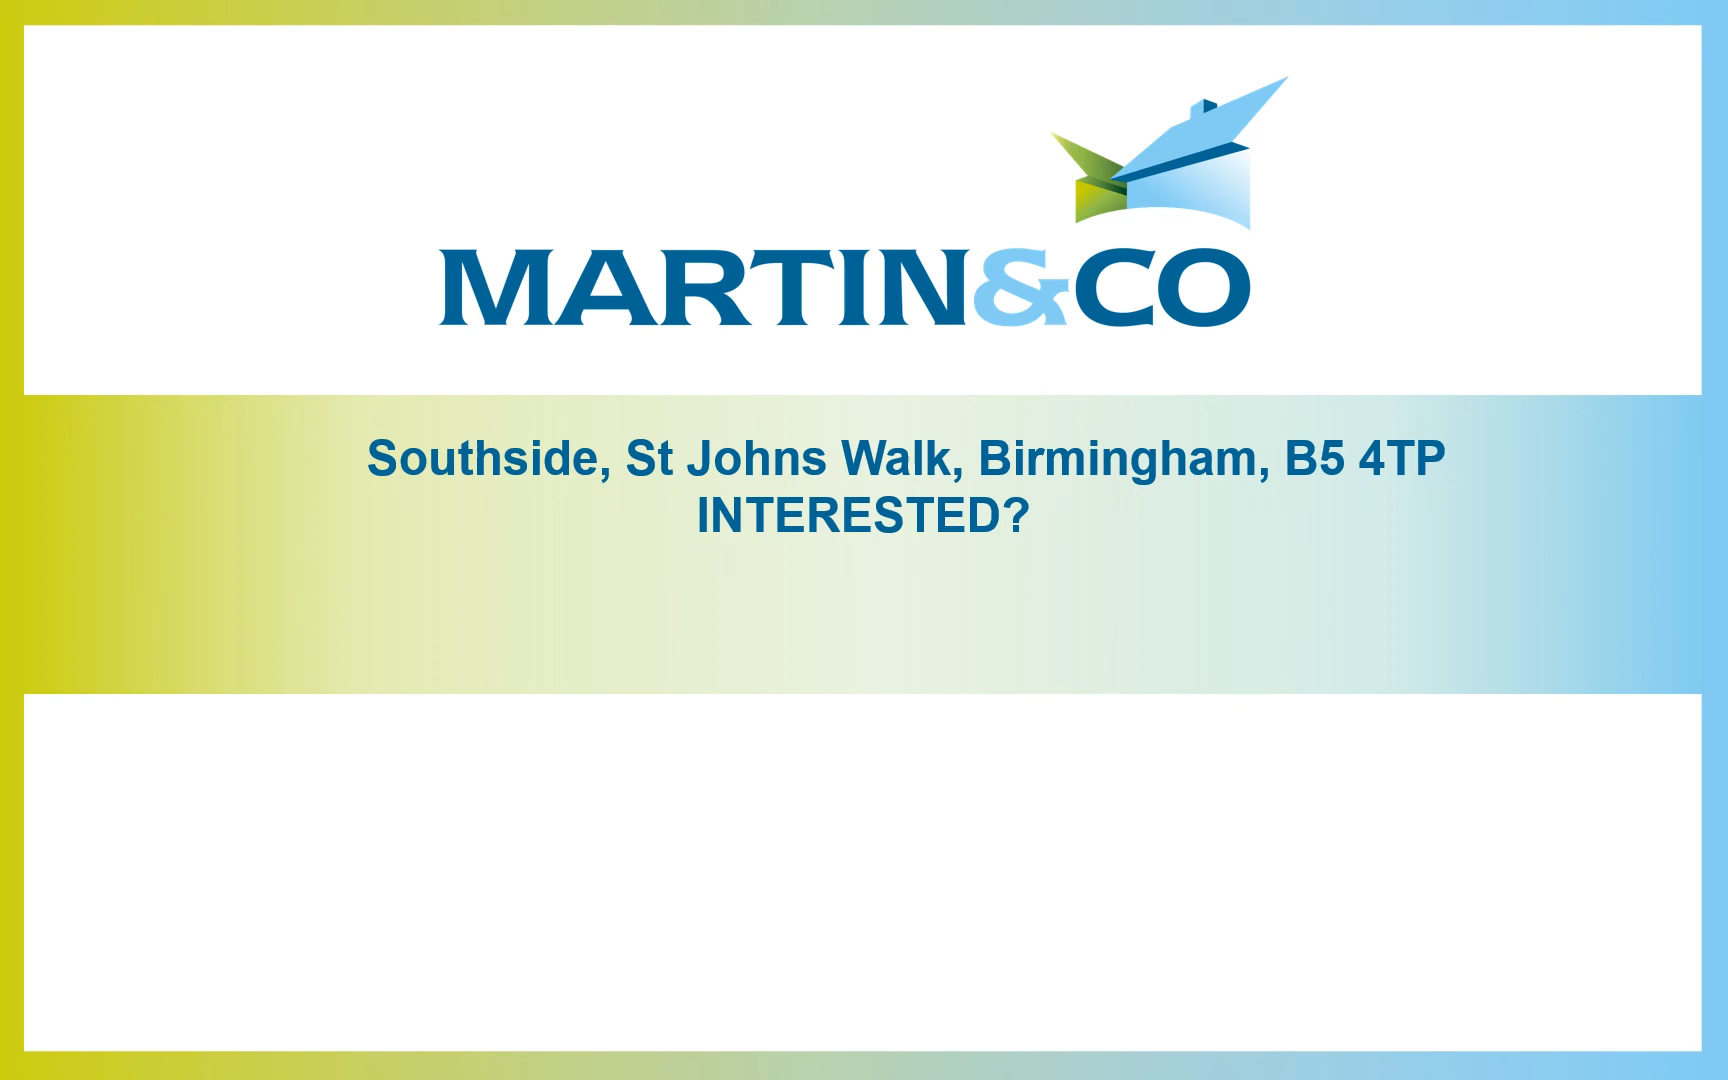 MARTIN&CO
Southside, St Johns Walk, Birmingham, B5 4TP
INTERESTED?